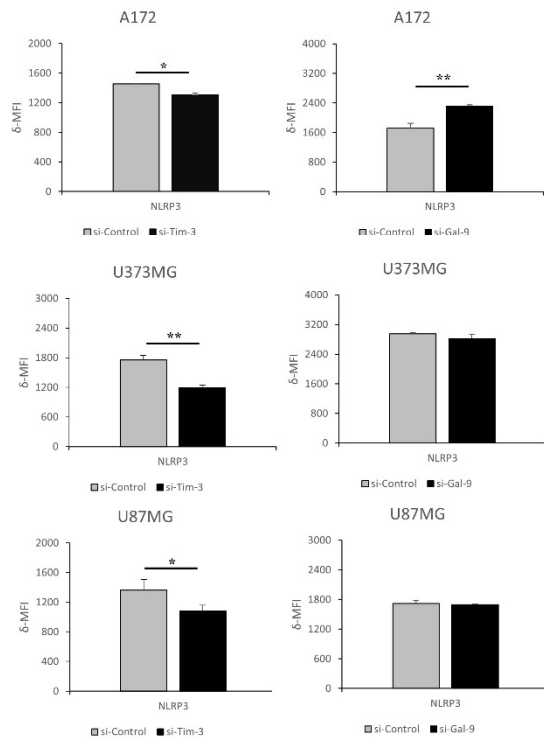 A172
2000
1600
1200
800
400
0
δ-MFI
*
NLRP3
si-Control si-Tim-3
A172
4000
3200
2400
1600
800
0
δ-MFI
**
NLRP3
si-Control si-Gal-9
U373MG
3000
2400
1800
1200
600
0
δ-MFI
**
NLRP3
si-Control si-Tim-3
U373MG
4000
3200
2400
1600
800
0
δ-MFI
NLRP3
si-Control si-Gal-9
U87MG
2000
1600
1200
800
400
0
δ-MFI
*
NLRP3
si-Control si-Tim-3
U87MG
3000
2400
1800
1200
600
0
δ-MFI
NLRP3
si-Control si-Gal-9